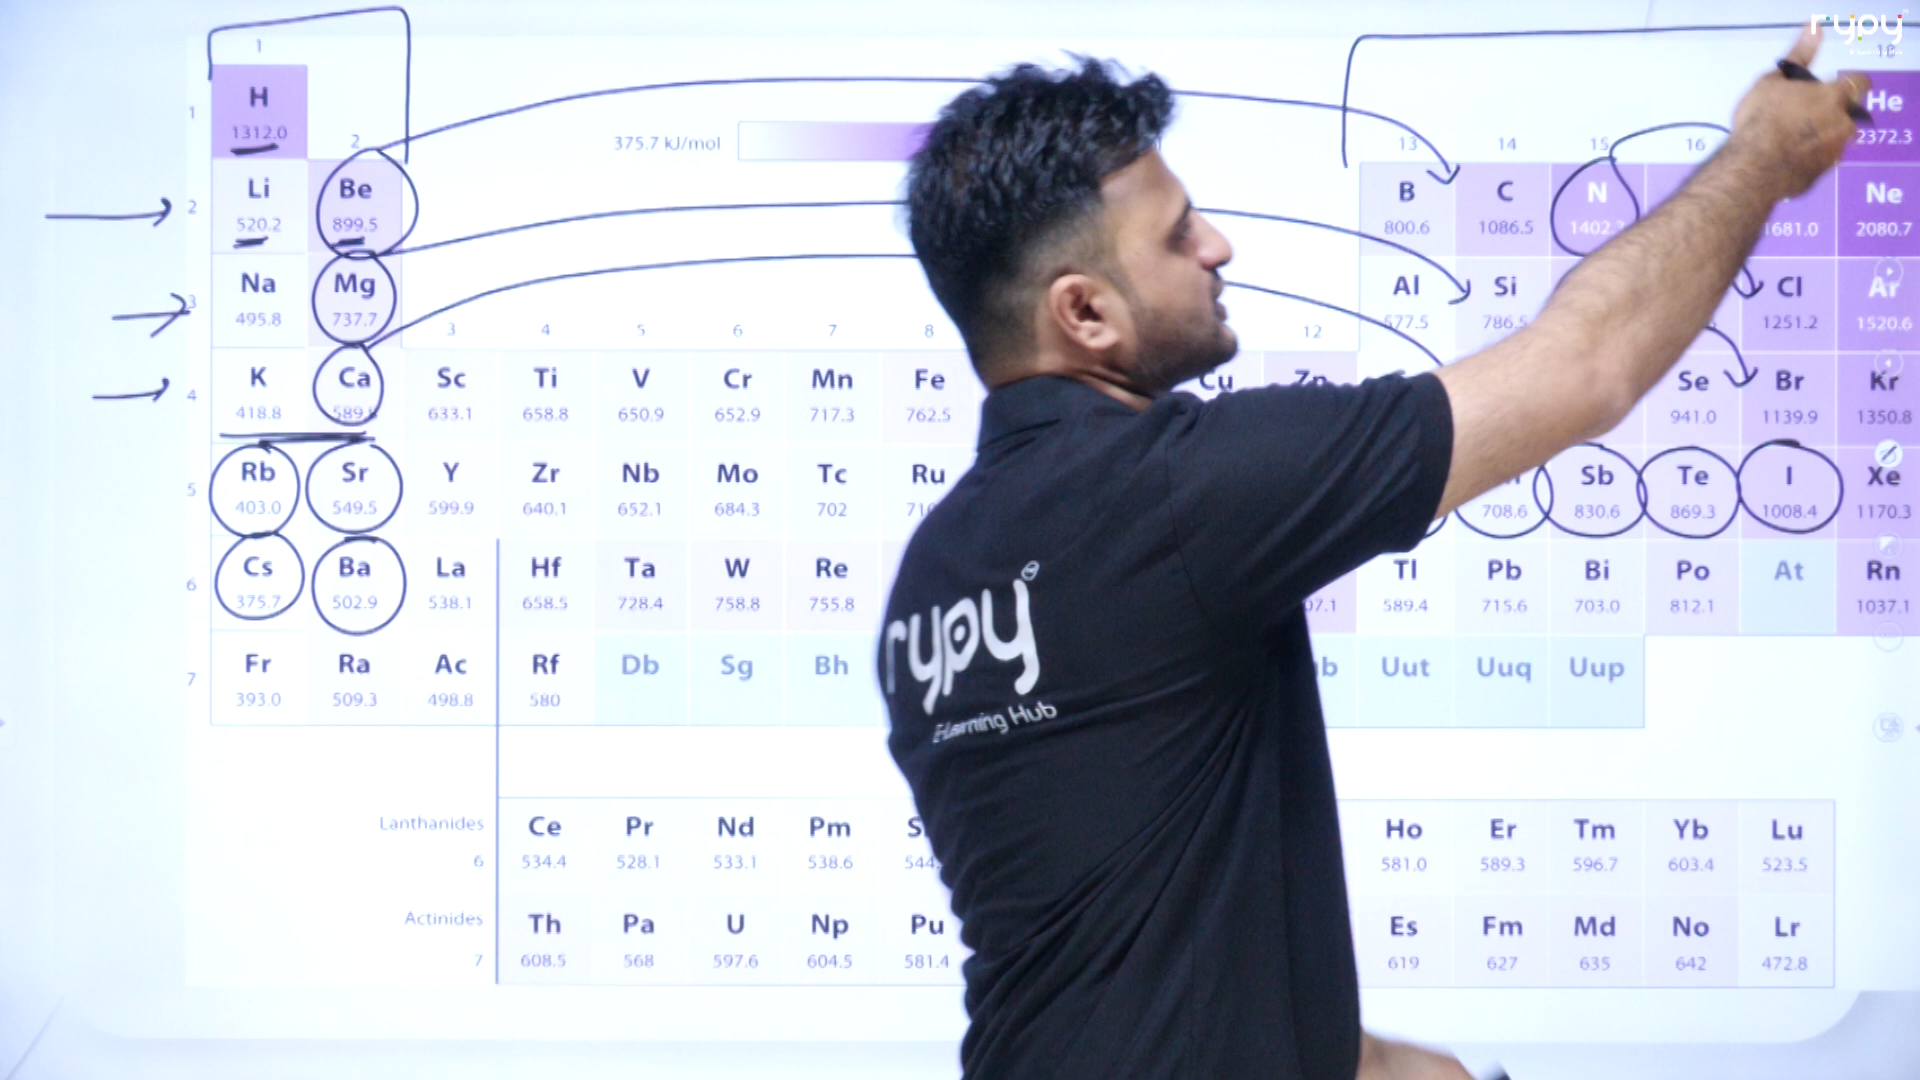 rypy
1 18
H He
1 1312.0 2372.3
2 375.7 kJ/mol 13 14 15 16
Li Be B C N Ne
2 520.2 899.5 800.6 1086.5 1402. 1681.0 2080.7
Na Mg Al Si Cl Ar
3 495.8 737.7 577.5 786.5 1251.2 1520.6
3 4 5 6 7 8 12
K Ca Sc Ti V Cr Mn Fe Cu Zn Se Br Kr
4 418.8 589. 633.1 658.8 650.9 652.9 717.3 762.5 941.0 1139.9 1350.8
Rb Sr Y Zr Nb Mo Tc Ru Sb Te I Xe
5 403.0 549.5 599.9 640.1 652.1 684.3 702 708.6 830.6 869.3 1008.4 1170.3
Cs Ba La Hf Ta W Re Tl Pb Bi Po At Rn
6 375.7 502.9 538.1 658.5 728.4 758.8 755.8 07.1 589.4 715.6 703.0 812.1 1037.1
Fr Ra Ac Rf Db Sg Bh b Uut Uuq Uup
7 393.0 509.3 498.8 580
rypy
E-Learning Hub
Lanthanides Ce Pr Nd Pm S Ho Er Tm Yb Lu
6 534.4 528.1 533.1 538.6 544. 581.0 589.3 596.7 603.4 523.5
Actinides Th Pa U Np Pu Es Fm Md No Lr
7 608.5 568 597.6 604.5 581.4 619 627 635 642 472.8